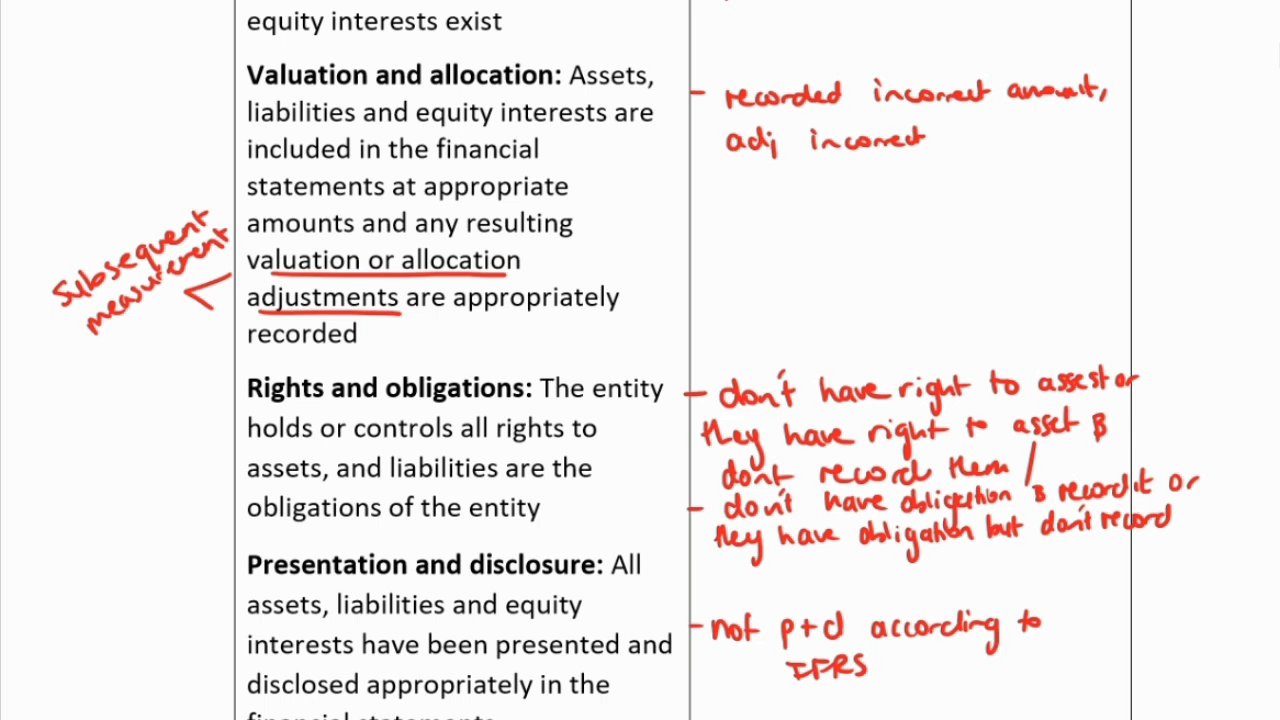 equity interests exist
Valuation and allocation: Assets,
liabilities and equity interests are
included in the financial
statements at appropriate
amounts and any resulting
valuation or allocation
adjustments are appropriately
recorded
Subsequent
measurement
- recorded incorrect amount,
adj incorrect
Rights and obligations: The entity
holds or controls all rights to
assets, and liabilities are the
obligations of the entity
- don't have right to assest or
they have right to asset B
dont record them /
- don't have obligation B record it or
they have obligation but don't record
Presentation and disclosure: All
assets, liabilities and equity
interests have been presented and
disclosed appropriately in the
financial statements
- not p+d according to
IFRS